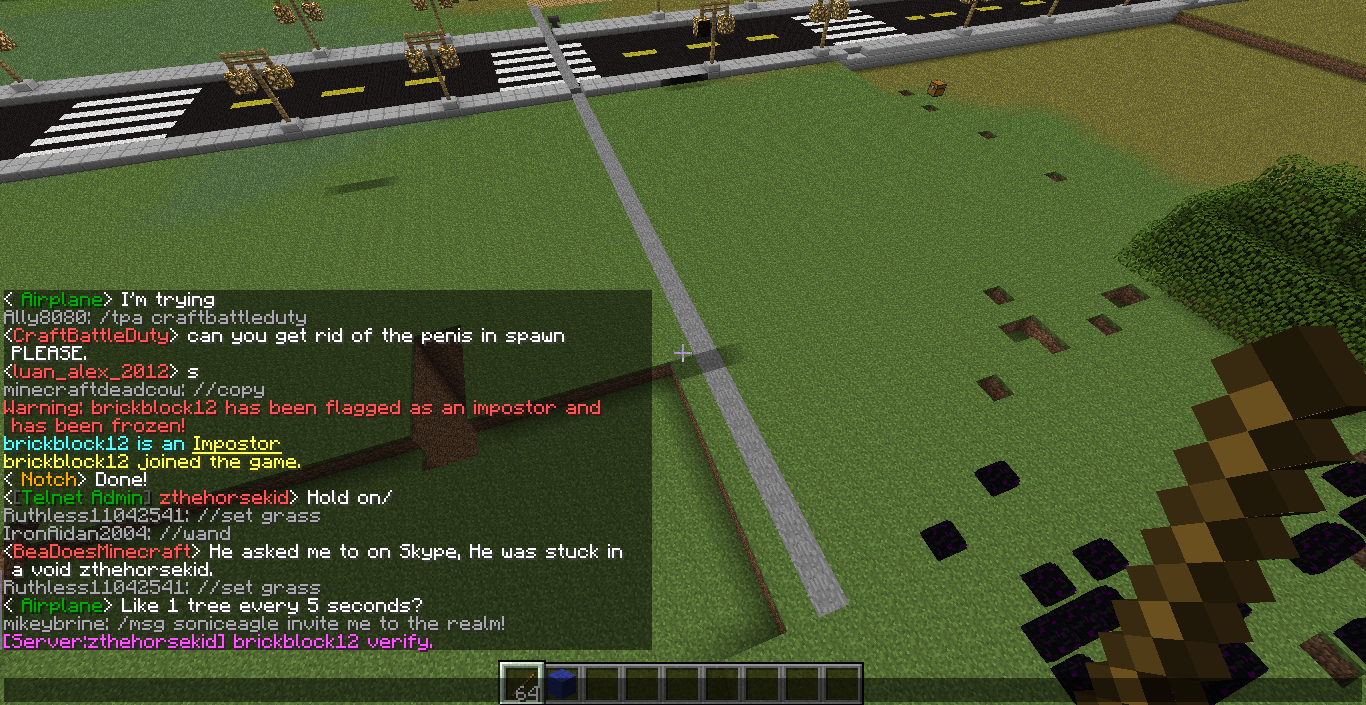 < Airplane> I'm trying
Ally8080: /tpa craftbattleduty
<CraftBattleDuty> can you get rid of the penis in spawn
PLEASE.
<luan_alex_2012> s
minecraftdeadcow: //copy
Warning: brickblock12 has been flagged as an impostor and
has been frozen!
brickblock12 is an Impostor
brickblock12 joined the game.
< Notch> Done!
<[Telnet Admin] zthehorsekid> Hold on/
Ruthless11042541: //set grass
IronAidan2004: //wand
<BeaDoesMinecraft> He asked me to on Skype, He was stuck in
a void zthehorsekid.
Ruthless11042541: //set grass
< Airplane> Like 1 tree every 5 seconds?
mikeybrine: /msg soniceagle invite me to the realm!
[Server:zthehorsekid] brickblock12 verify.
64